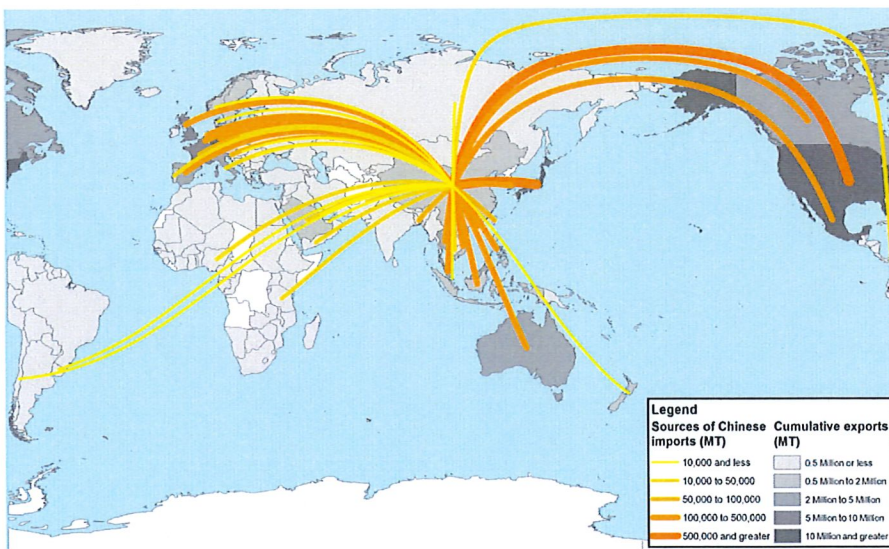 Legend
Sources of Chinese imports (MT)
Cumulative exports (MT)
10,000 and less
10,000 to 50,000
50,000 to 100,000
100,000 to 500,000
500,000 and greater
0.5 Million or less
0.5 Million to 2 Million
2 Million to 5 Million
5 Million to 10 Million
10 Million and greater